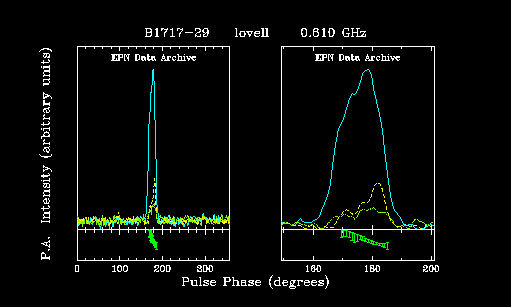 B1717-29 lovell 0.610 GHz
EPN Data Archive EPN Data Archive
P.A. Intensity (arbitrary units)
0 100 200 300 160 180 200
Pulse Phase (degrees)